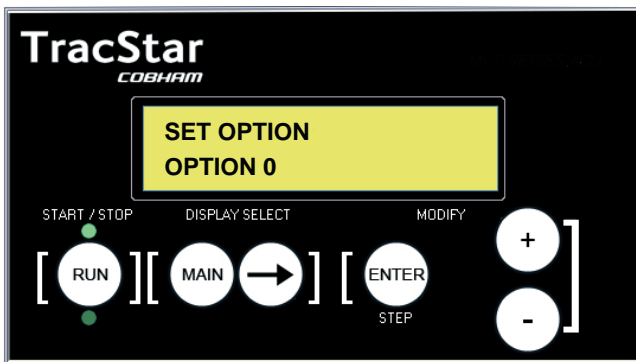 TracStar
COBHAM
SET OPTION
OPTION 0
START / STOP
DISPLAY SELECT
MODIFY
RUN
MAIN
ENTER
STEP
+
-